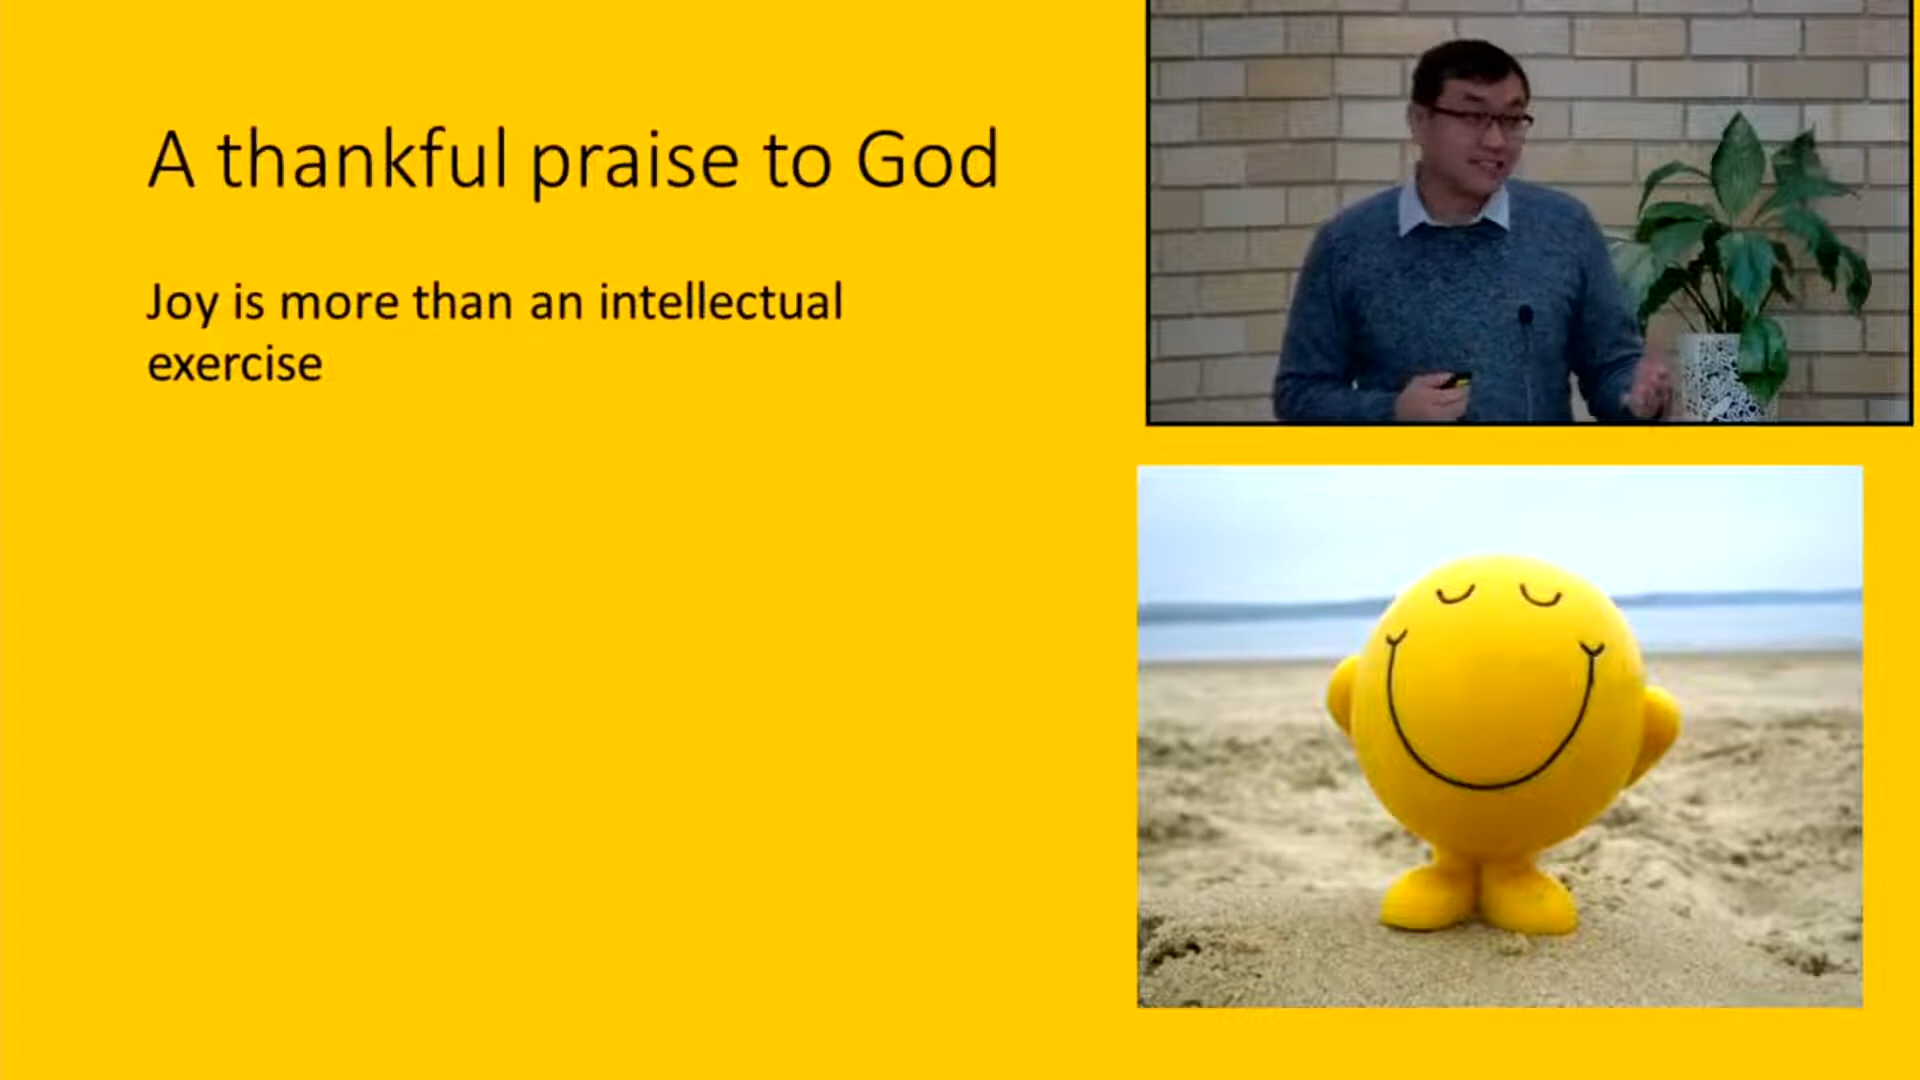 A thankful praise to God
Joy is more than an intellectual
exercise